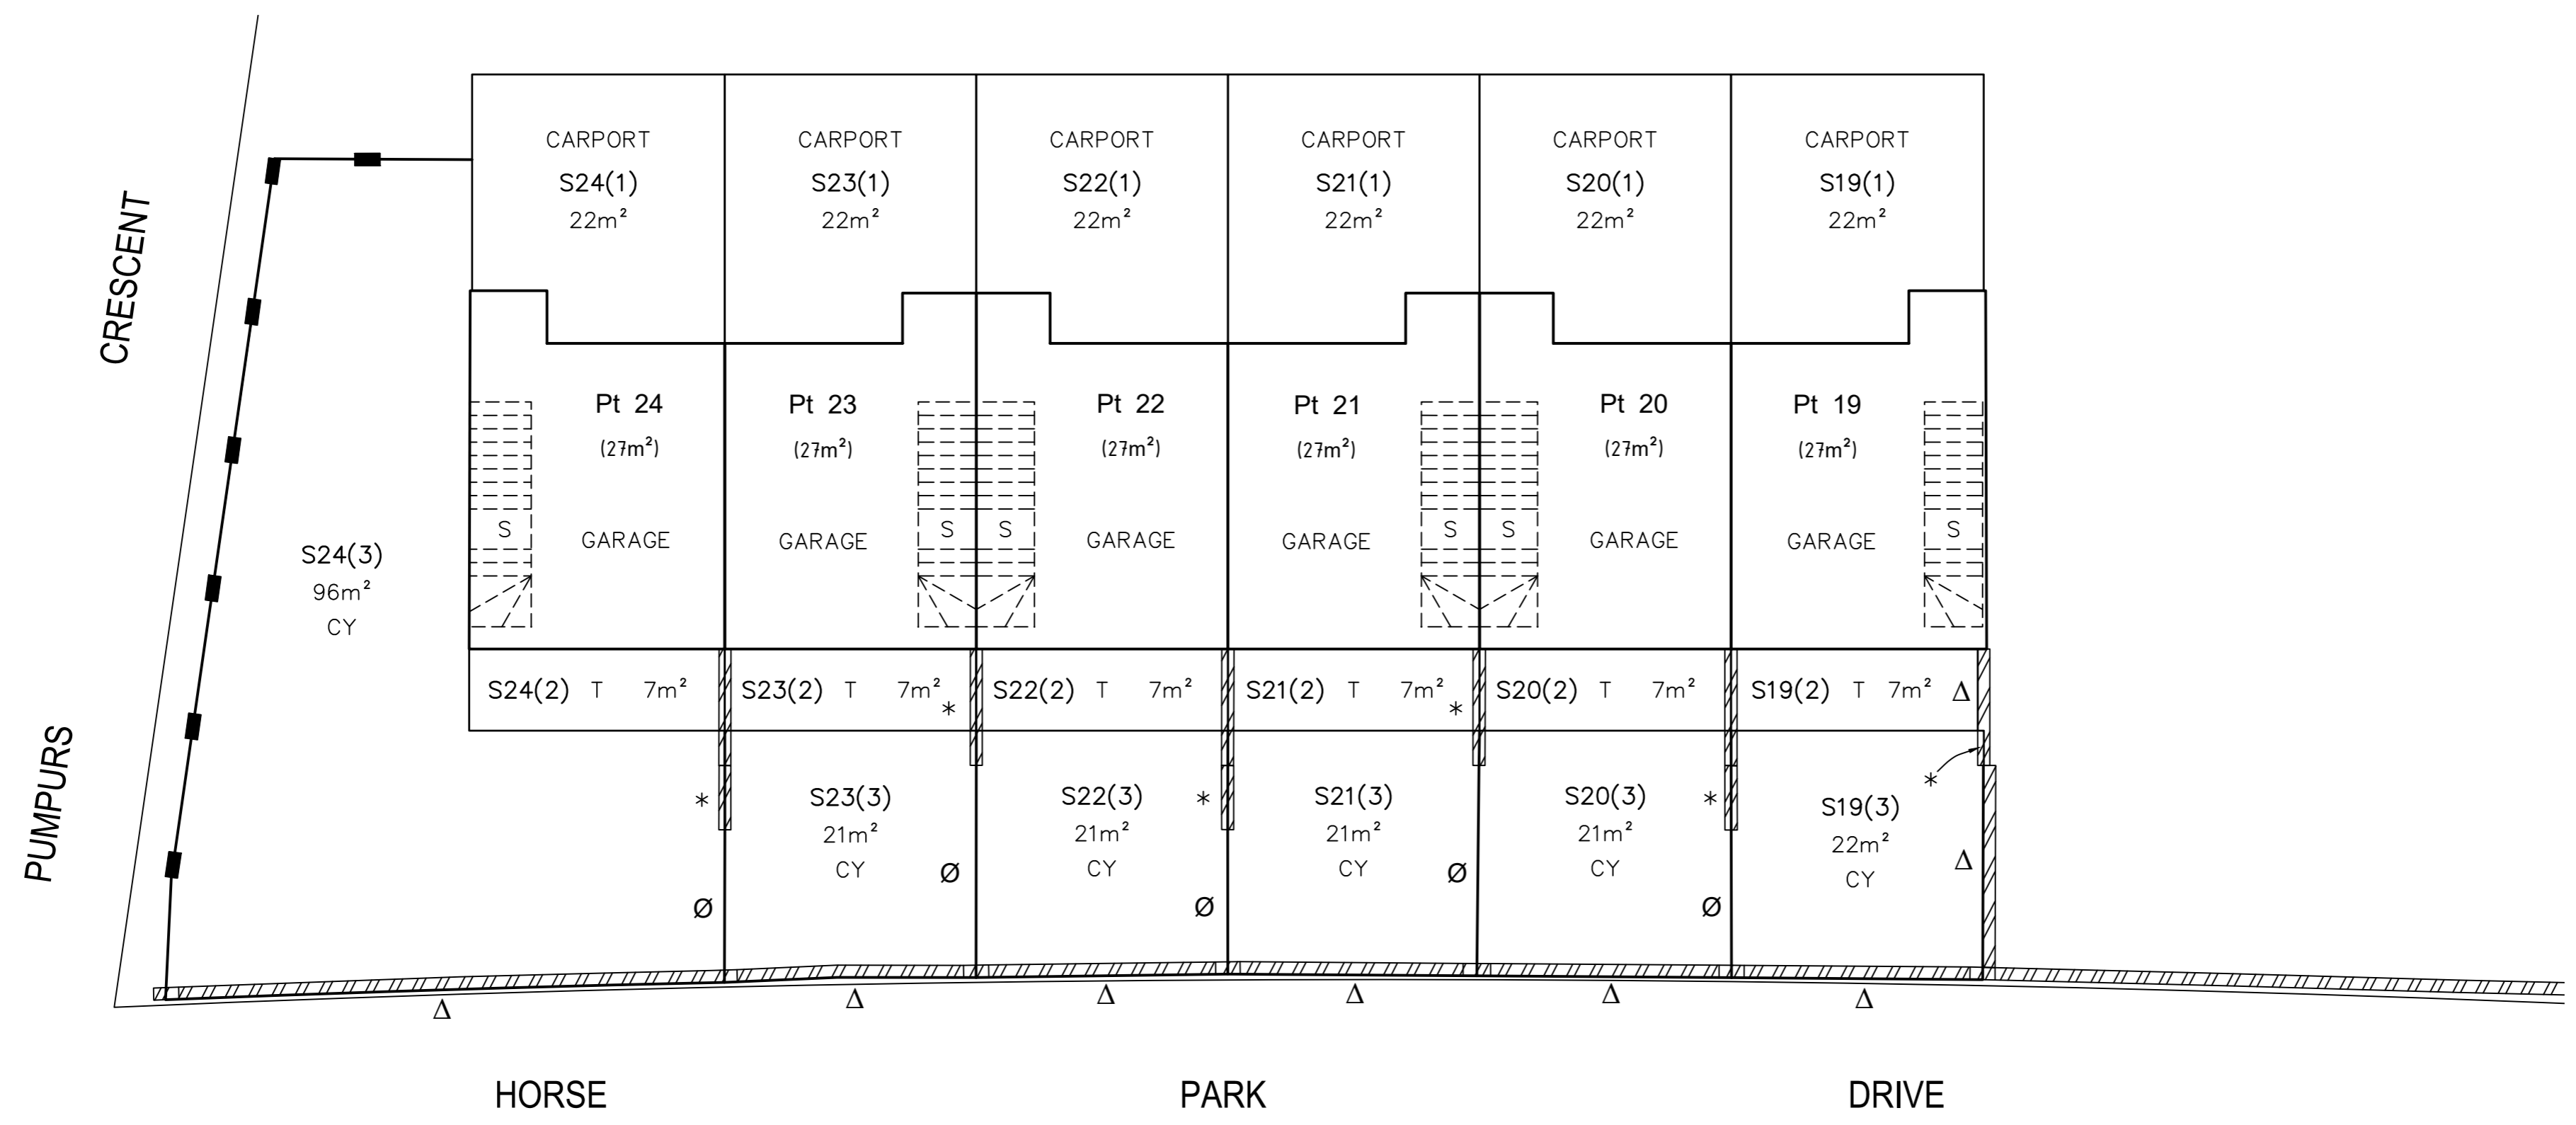 CARPORT
S24(1)
22m²
CARPORT
S23(1)
22m²
CARPORT
S22(1)
22m²
CARPORT
S21(1)
22m²
CARPORT
S20(1)
22m²
CARPORT
S19(1)
22m²
CRESCENT
PUMPURS
S24(3)
96m²
CY
Pt 24
(27m²)
S
GARAGE
Pt 23
(27m²)
S
GARAGE
Pt 22
(27m²)
S
GARAGE
Pt 21
(27m²)
S
GARAGE
Pt 20
(27m²)
S
GARAGE
Pt 19
(27m²)
S
GARAGE
S24(2) T 7m²
S23(2) T 7m²
*
S22(2) T 7m²
S21(2) T 7m²
*
S20(2) T 7m²
S19(2) T 7m² Δ
*
Ø
S23(3)
21m²
CY
Ø
S22(3)
21m²
CY
*
Ø
S21(3)
21m²
CY
Ø
S20(3)
21m²
CY
*
Ø
*
S19(3)
22m²
CY
Δ
Δ Δ Δ Δ Δ Δ
HORSE PARK DRIVE